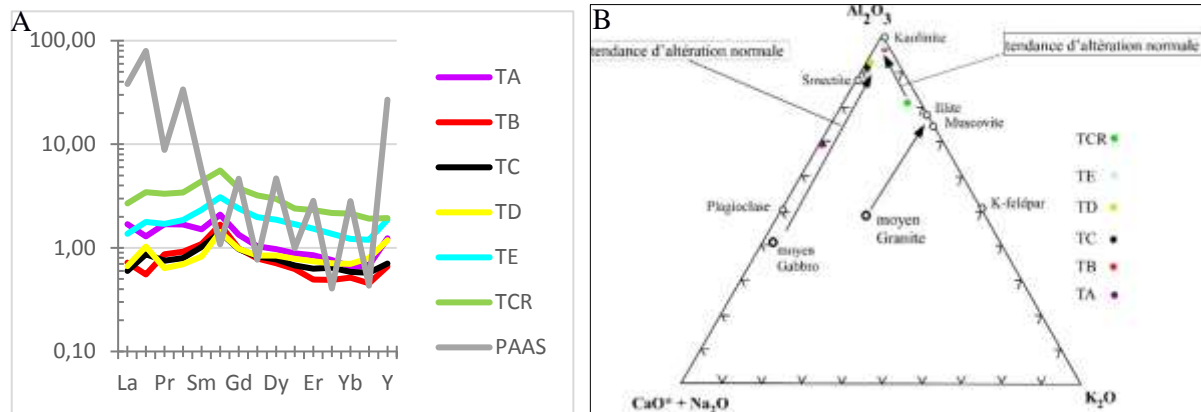 A
100,00
10,00
1,00
0,10
La
Pr
Sm
Gd
Dy
Er
Yb
Y
TA
TB
TC
TD
TE
TCR
PAAS
B
Al2O3
Kaolinite
tendance d'altération normale
tendance d'altération normale
Smectite
Illite
Muscovite
Plagioclase
K-feldpar
moyen
Granite
moyen
Gabbro
TCR
TE
TD
TC
TB
TA
CaO* + Na2O
K2O